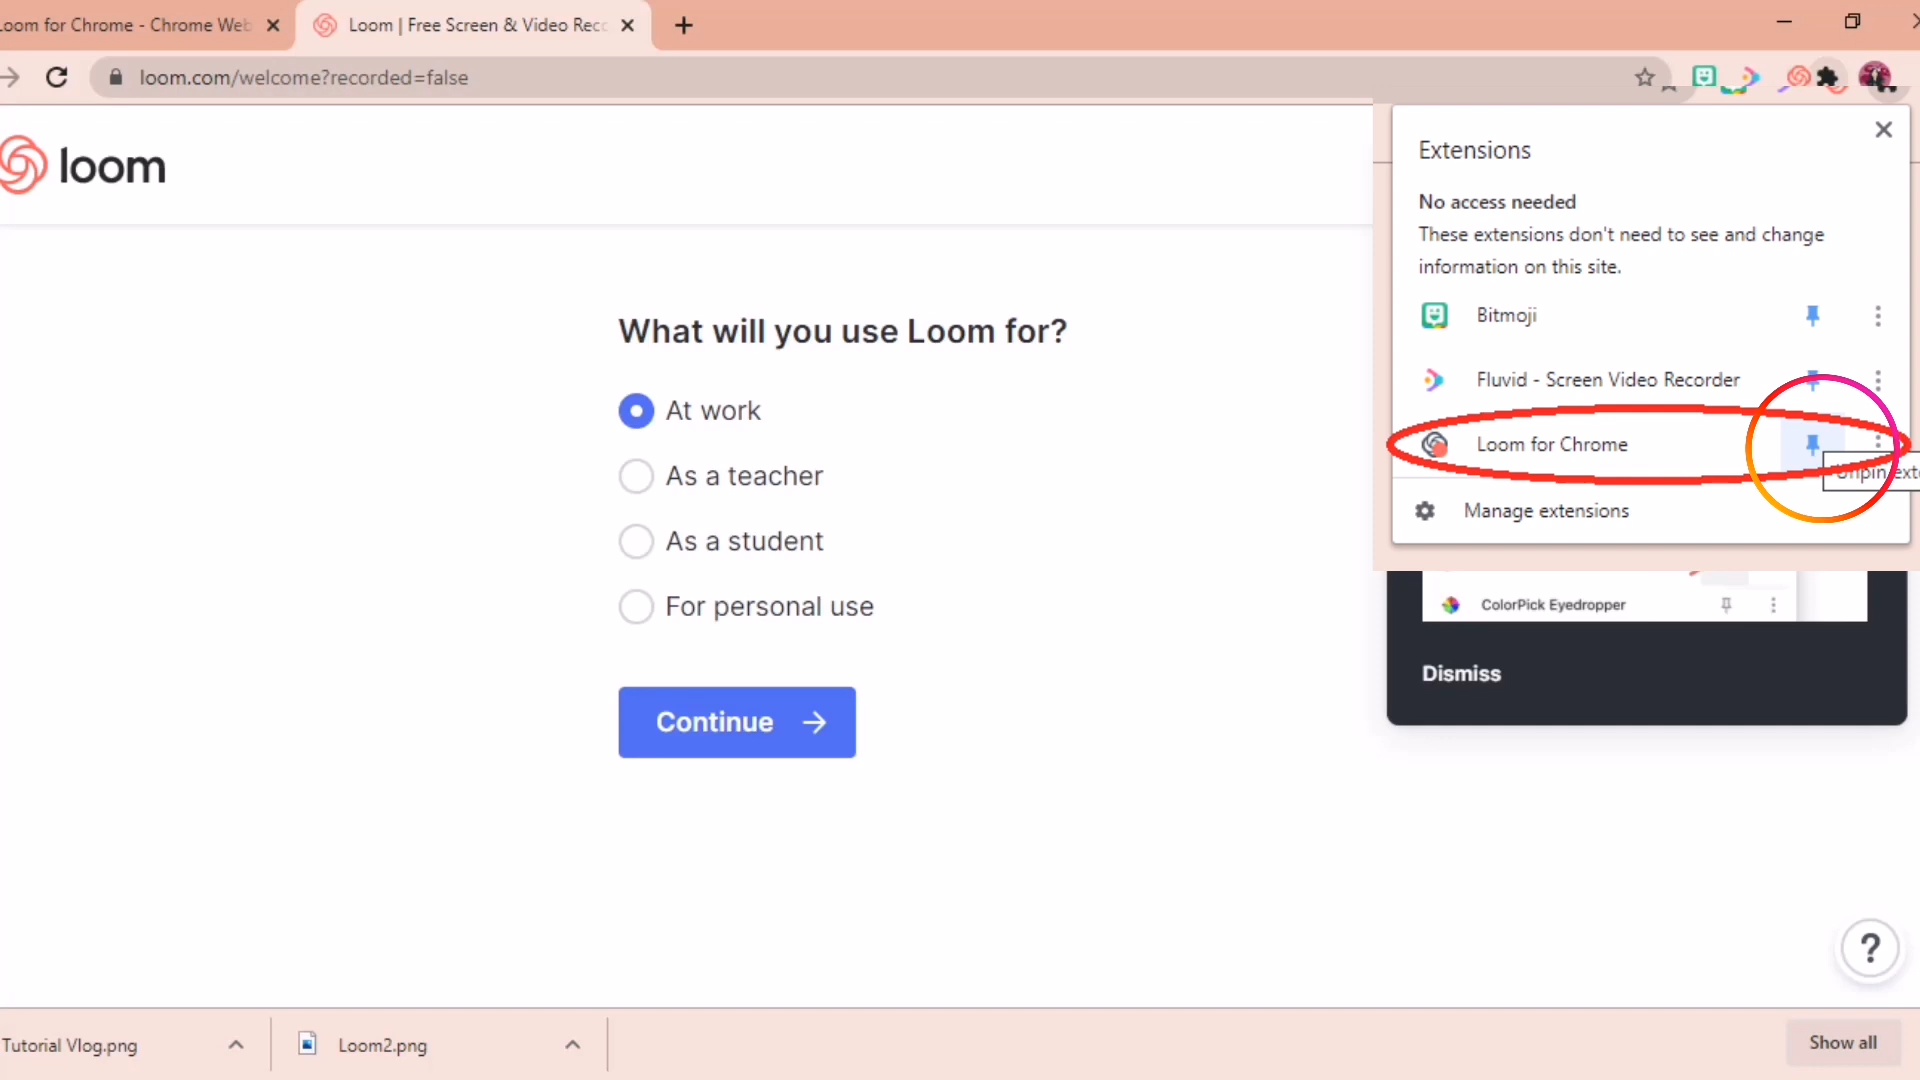 Loom for Chrome - Chrome Web
Loom | Free Screen & Video Rec
loom.com/welcome?recorded=false
loom
Extensions
No access needed
These extensions don't need to see and change
information on this site.
Bitmoji
Fluvid - Screen Video Recorder
Loom for Chrome
Unpin ext
Manage extensions
What will you use Loom for?
At work
As a teacher
As a student
For personal use
Continue
ColorPick Eyedropper
Dismiss
?
Tutorial Vlog.png
Loom2.png
Show all